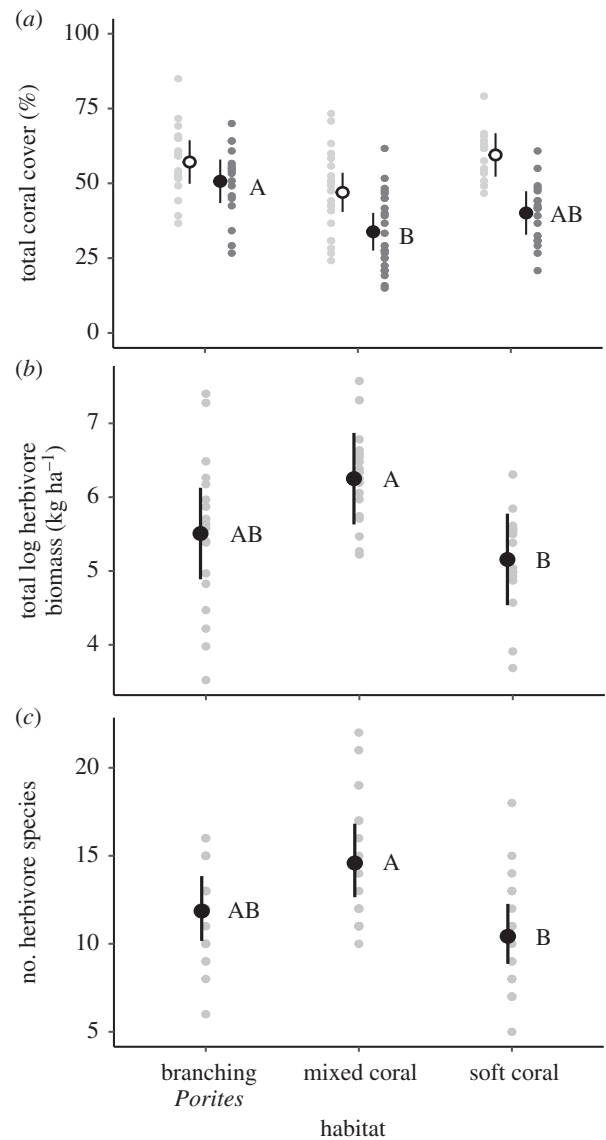 (a)
total coral cover (%)
100
75
50
25
0
A
B
AB
(b)
total log herbivore
biomass (kg ha⁻¹)
7
6
5
4
AB
A
B
(c)
no. herbivore species
20
15
10
5
AB
A
B
branching
Porites
mixed coral
soft coral
habitat